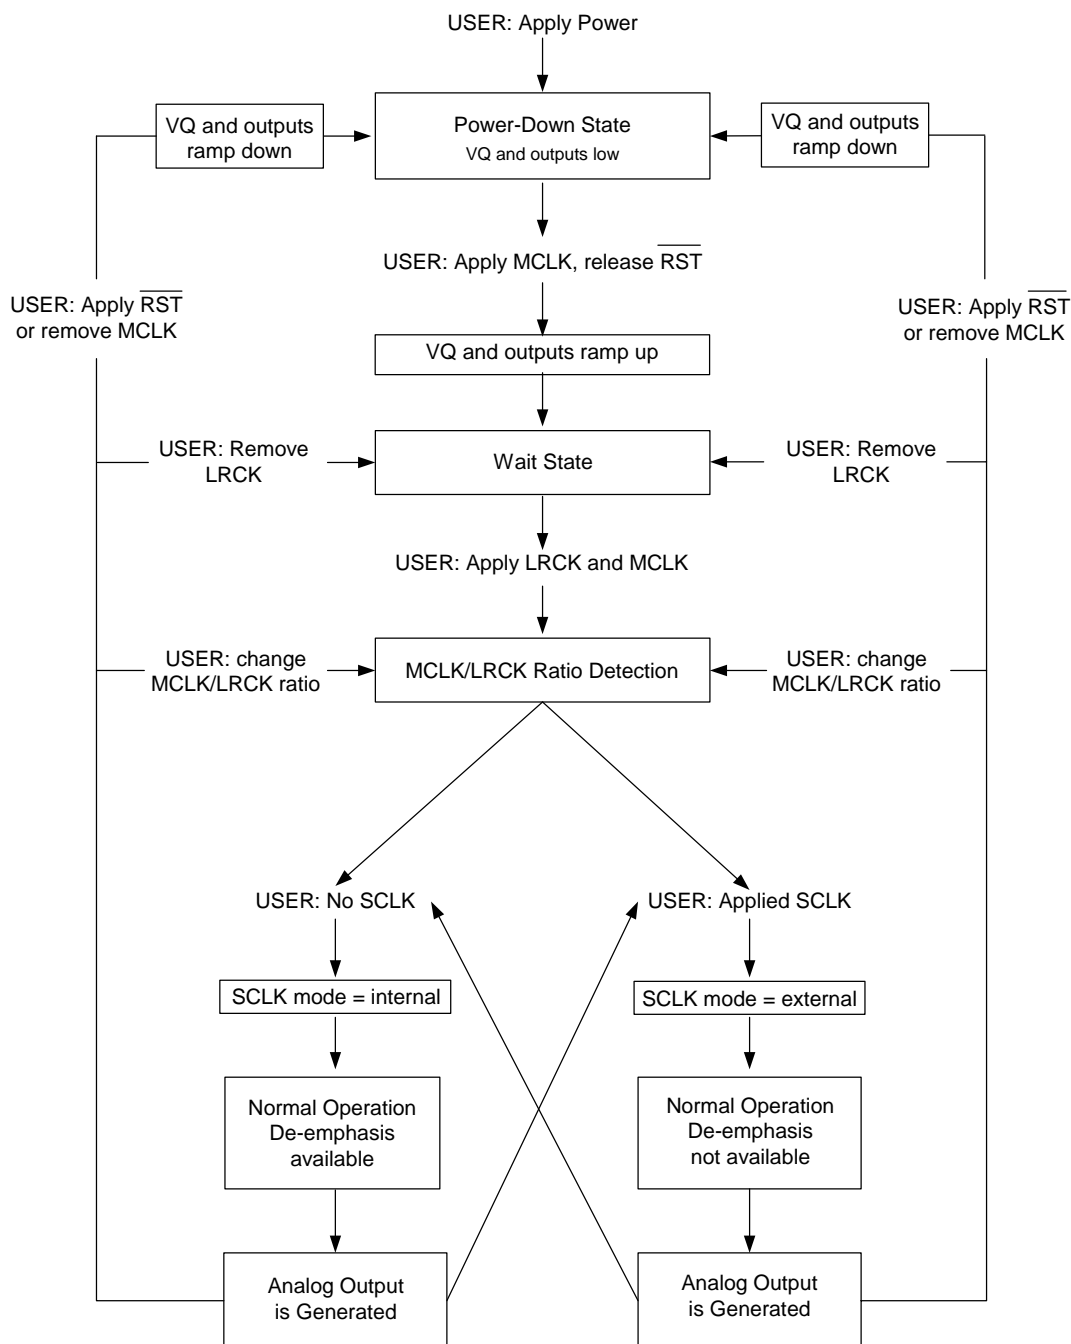 USER: Apply Power
VQ and outputs
ramp down
Power-Down State
VQ and outputs low
VQ and outputs
ramp down
USER: Apply MCLK, release RST
USER: Apply RST
or remove MCLK
USER: Apply RST
or remove MCLK
VQ and outputs ramp up
USER: Remove
LRCK
Wait State
USER: Remove
LRCK
USER: Apply LRCK and MCLK
USER: change
MCLK/LRCK ratio
MCLK/LRCK Ratio Detection
USER: change
MCLK/LRCK ratio
USER: No SCLK
USER: Applied SCLK
SCLK mode = internal
SCLK mode = external
Normal Operation
De-emphasis
available
Normal Operation
De-emphasis
not available
Analog Output
is Generated
Analog Output
is Generated